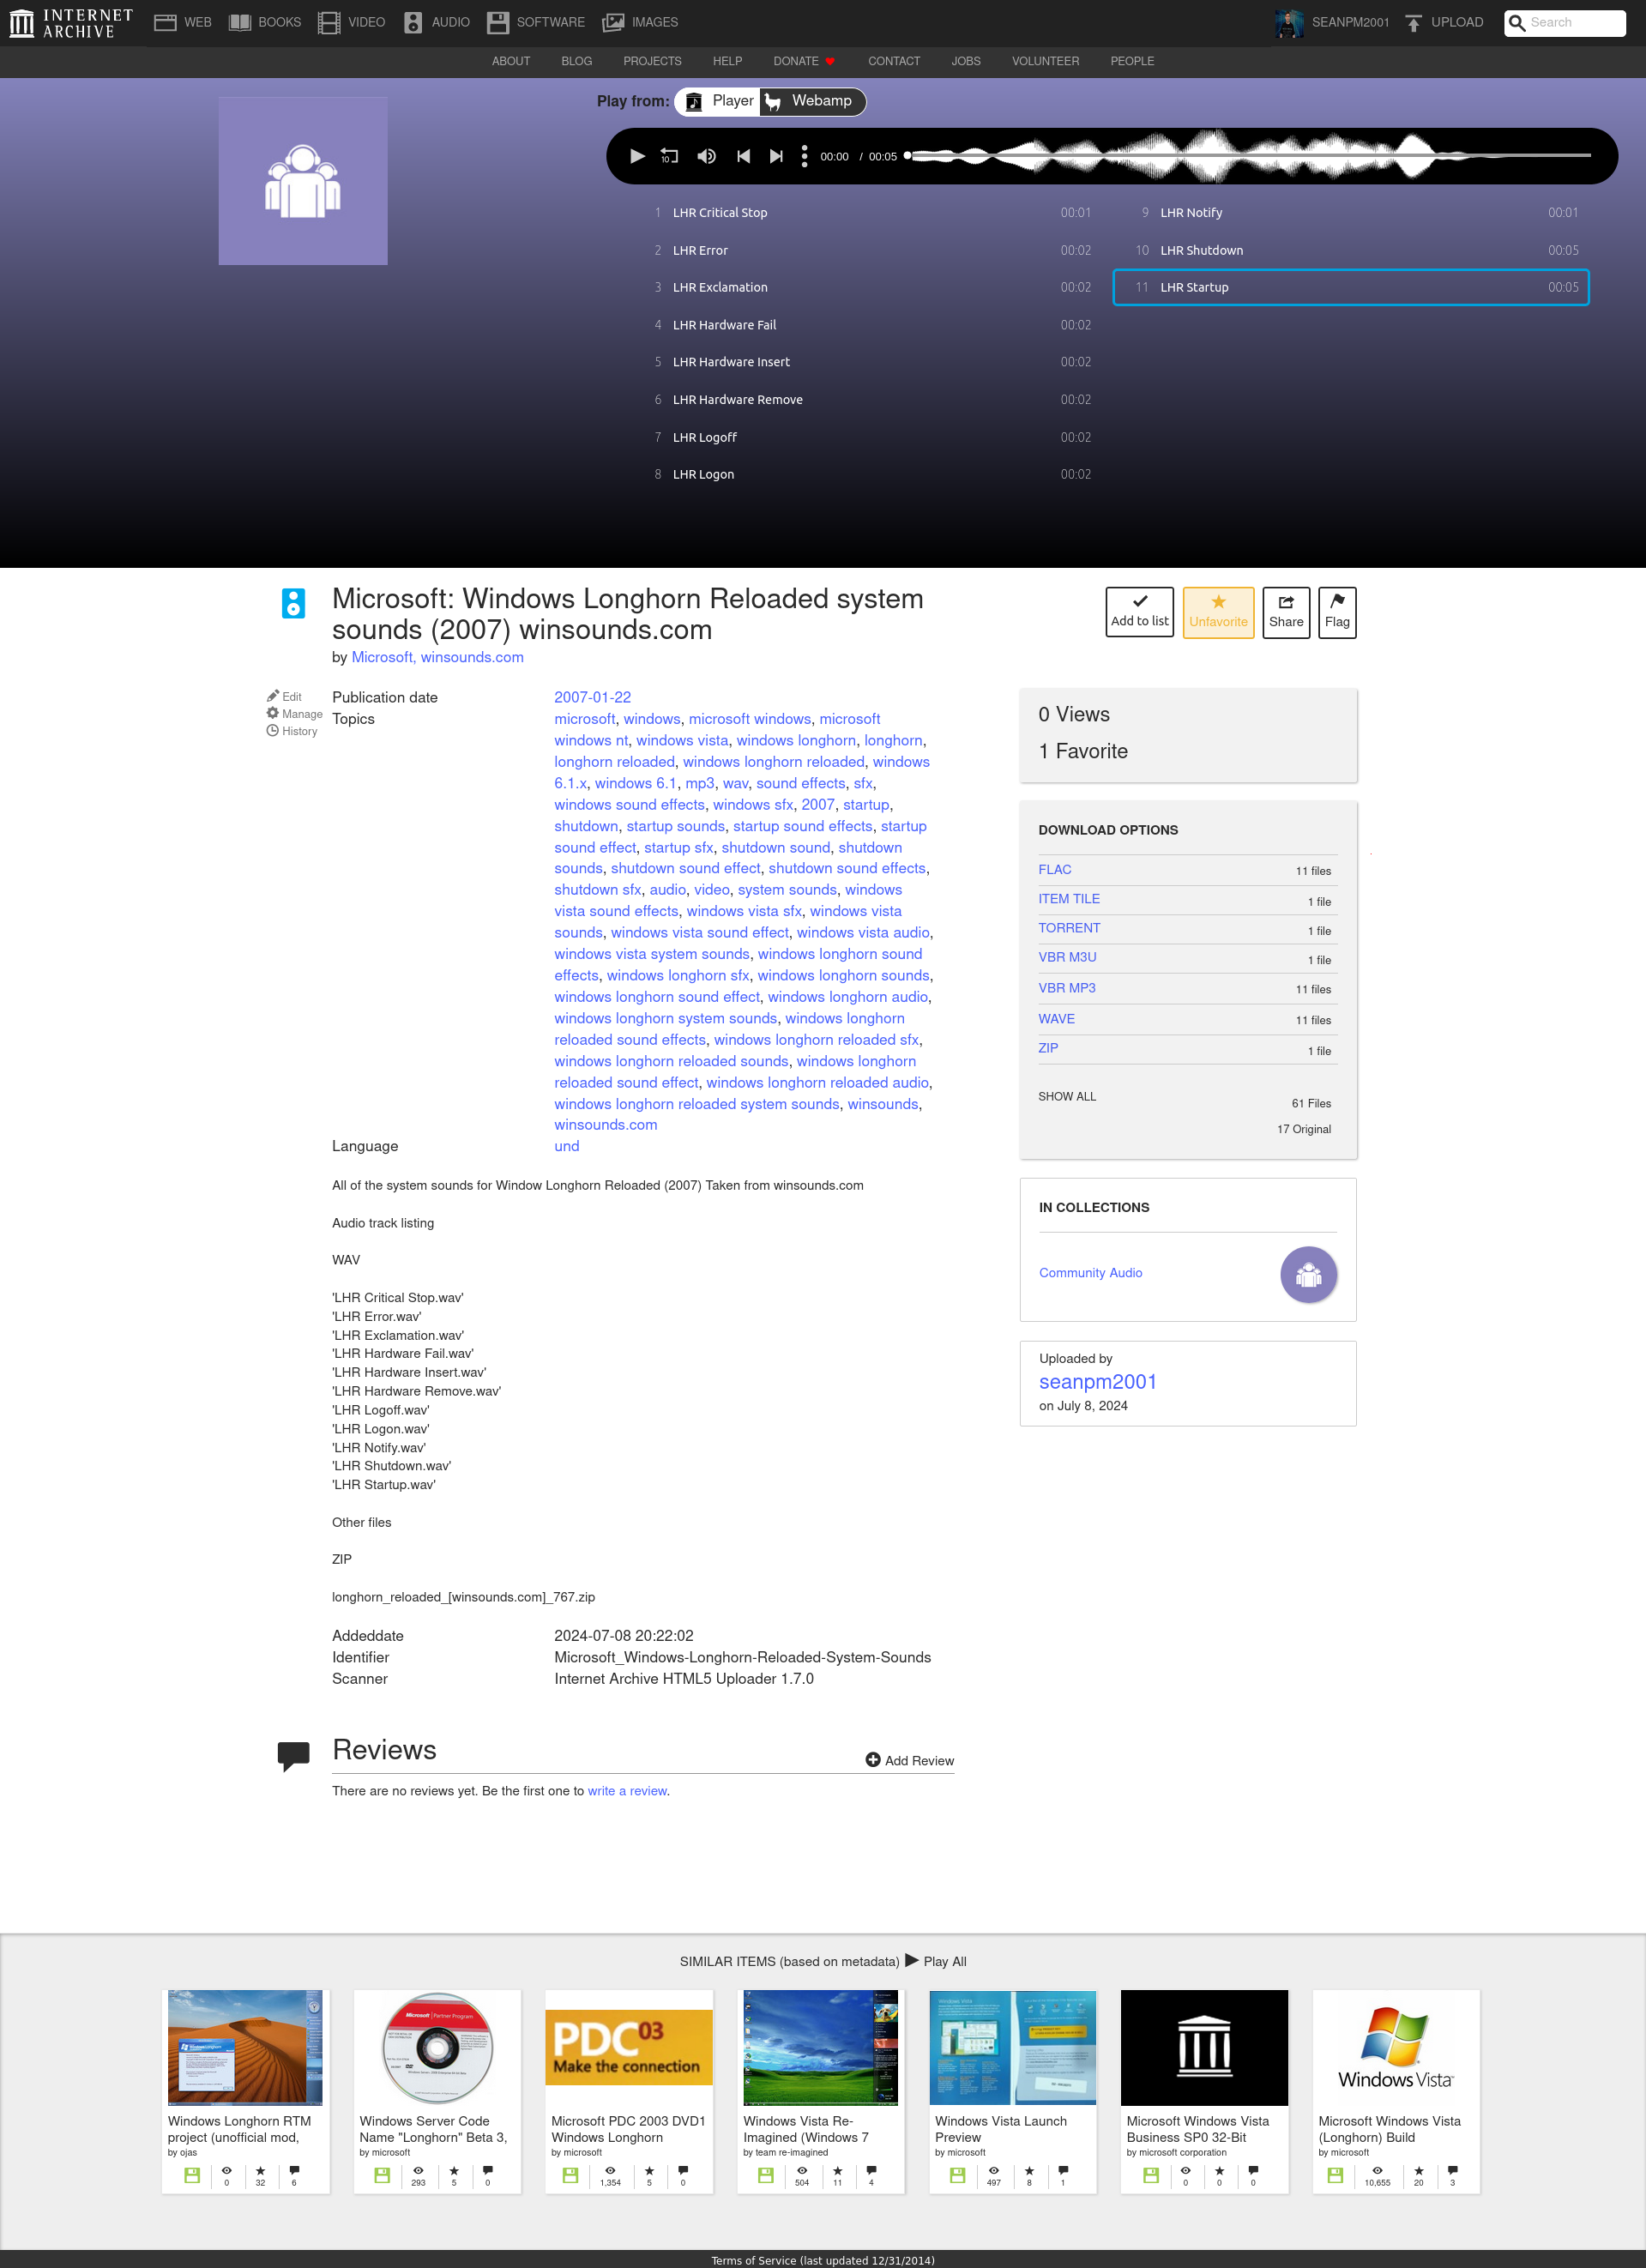 INTERNET ARCHIVE
WEB BOOKS VIDEO AUDIO SOFTWARE IMAGES SEANPM2001 UPLOAD Search
ABOUT BLOG PROJECTS HELP DONATE CONTACT JOBS VOLUNTEER PEOPLE
Play from: Player Webamp
10 00:00 / 00:05
1 LHR Critical Stop 00:01
2 LHR Error 00:02
3 LHR Exclamation 00:02
4 LHR Hardware Fail 00:02
5 LHR Hardware Insert 00:02
6 LHR Hardware Remove 00:02
7 LHR Logoff 00:02
8 LHR Logon 00:02
9 LHR Notify 00:01
10 LHR Shutdown 00:05
11 LHR Startup 00:05
Microsoft: Windows Longhorn Reloaded system
sounds (2007) winsounds.com
by Microsoft, winsounds.com
Add to list Unfavorite Share Flag
Edit
Manage
History
Publication date 2007-01-22
Topics microsoft, windows, microsoft windows, microsoft
windows nt, windows vista, windows longhorn, longhorn,
longhorn reloaded, windows longhorn reloaded, windows
6.1.x, windows 6.1, mp3, wav, sound effects, sfx,
windows sound effects, windows sfx, 2007, startup,
shutdown, startup sounds, startup sound effects, startup
sound effect, startup sfx, shutdown sound, shutdown
sounds, shutdown sound effect, shutdown sound effects,
shutdown sfx, audio, video, system sounds, windows
vista sound effects, windows vista sfx, windows vista
sounds, windows vista sound effect, windows vista audio,
windows vista system sounds, windows longhorn sound
effects, windows longhorn sfx, windows longhorn sounds,
windows longhorn sound effect, windows longhorn audio,
windows longhorn system sounds, windows longhorn
reloaded sound effects, windows longhorn reloaded sfx,
windows longhorn reloaded sounds, windows longhorn
reloaded sound effect, windows longhorn reloaded audio,
windows longhorn reloaded system sounds, winsounds,
winsounds.com
Language und
All of the system sounds for Window Longhorn Reloaded (2007) Taken from winsounds.com
Audio track listing
WAV
'LHR Critical Stop.wav'
'LHR Error.wav'
'LHR Exclamation.wav'
'LHR Hardware Fail.wav'
'LHR Hardware Insert.wav'
'LHR Hardware Remove.wav'
'LHR Logoff.wav'
'LHR Logon.wav'
'LHR Notify.wav'
'LHR Shutdown.wav'
'LHR Startup.wav'
Other files
ZIP
longhorn_reloaded_[winsounds.com]_767.zip
Addeddate 2024-07-08 20:22:02
Identifier Microsoft_Windows-Longhorn-Reloaded-System-Sounds
Scanner Internet Archive HTML5 Uploader 1.7.0
0 Views
1 Favorite
DOWNLOAD OPTIONS
FLAC 11 files
ITEM TILE 1 file
TORRENT 1 file
VBR M3U 1 file
VBR MP3 11 files
WAVE 11 files
ZIP 1 file
SHOW ALL 61 Files
17 Original
IN COLLECTIONS
Community Audio
Uploaded by
seanpm2001
on July 8, 2024
Reviews
Add Review
There are no reviews yet. Be the first one to write a review.
SIMILAR ITEMS (based on metadata) Play All
Windows Longhorn RTM
project (unofficial mod,
by ojas
0 32 6
Microsoft Partner Program
Windows Server Code
Name "Longhorn" Beta 3,
by microsoft
293 5 0
PDC03
Make the connection
Microsoft PDC 2003 DVD1
Windows Longhorn
by microsoft
1,354 5 0
Windows Vista Re-
Imagined (Windows 7
by team re-imagined
504 11 4
Windows Vista
Windows Vista Launch
Preview
by microsoft
497 8 1
Microsoft Windows Vista
Business SP0 32-Bit
by microsoft corporation
0 0 0
Windows Vista
Microsoft Windows Vista
(Longhorn) Build
by microsoft
10,655 20 3
Terms of Service (last updated 12/31/2014)